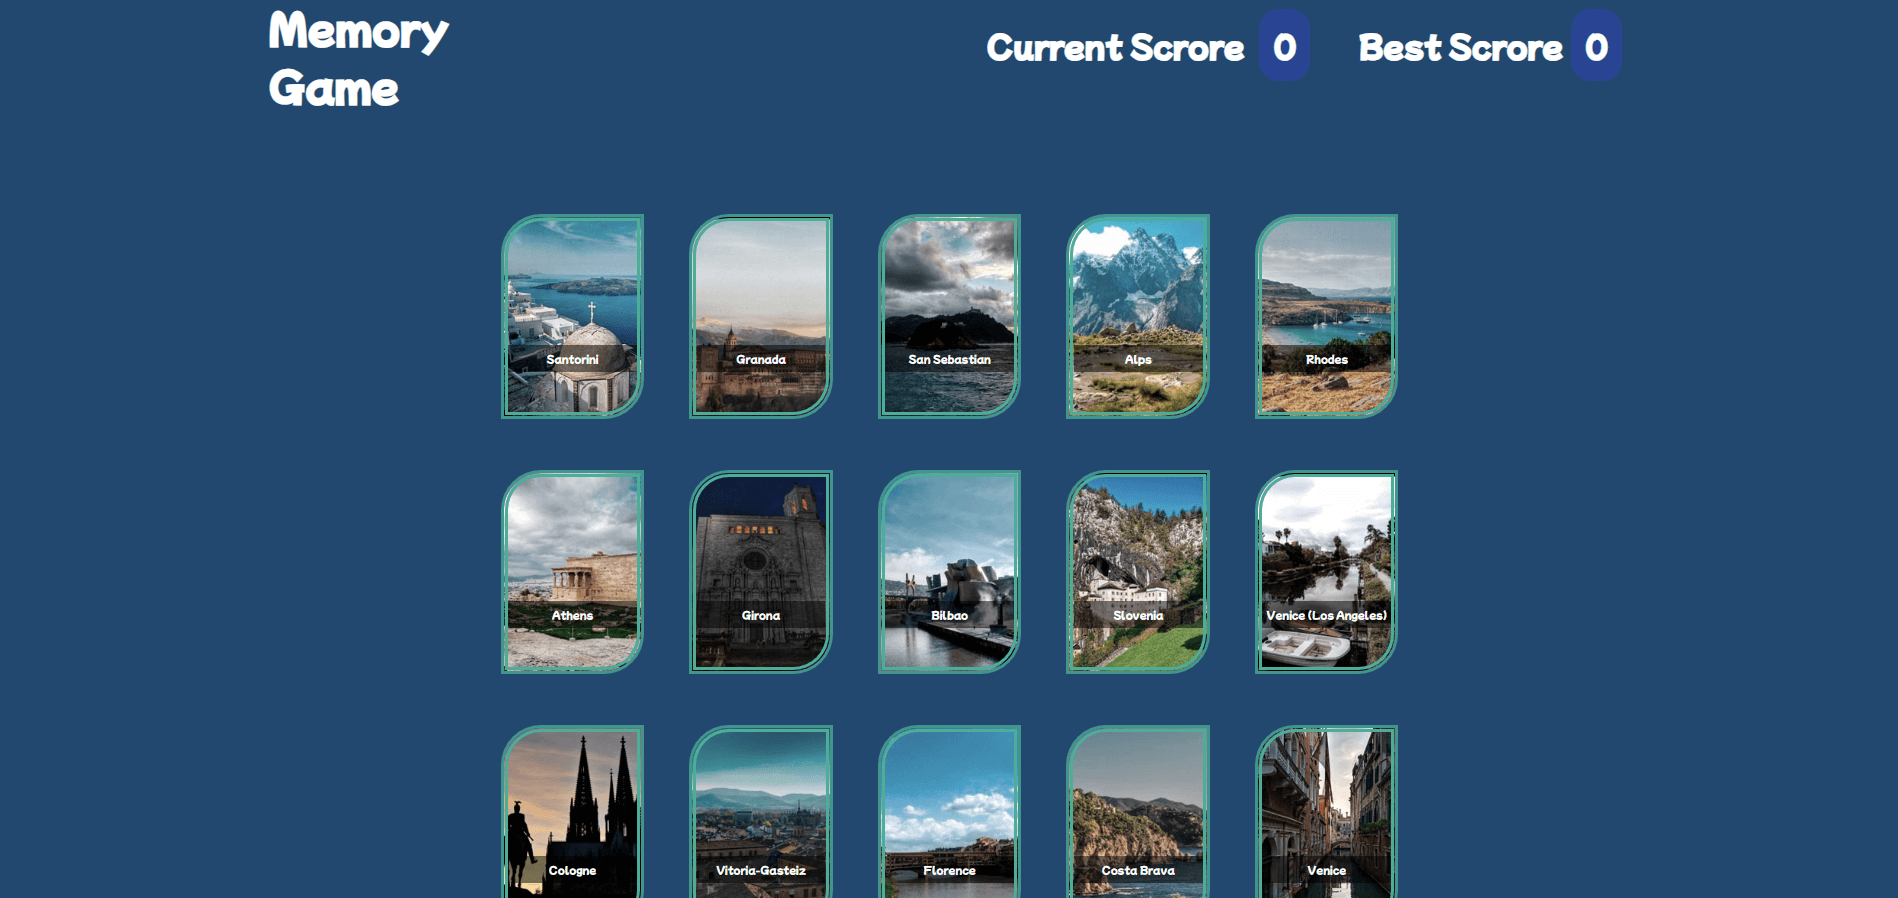 Memory
Game
Current Scrore 0
Best Scrore 0
Santorini
Granada
San Sebastian
Alps
Rhodes
Athens
Girona
Bilbao
Slovenia
Venice (Los Angeles)
Cologne
Vitoria-Gasteiz
Florence
Costa Brava
Venice